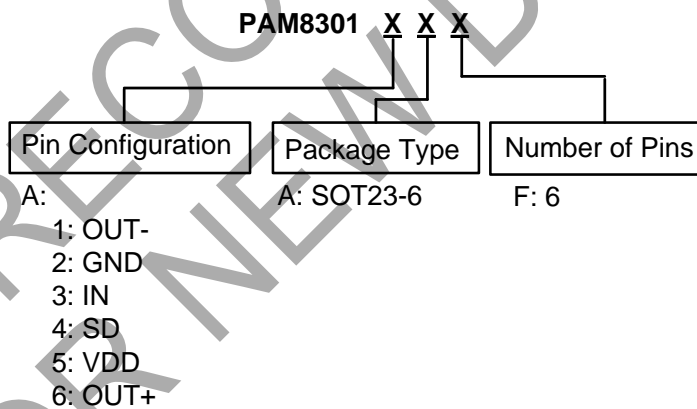 PAM8301 X X X
Pin Configuration
Package Type
Number of Pins
A:
1: OUT-
2: GND
3: IN
4: SD
5: VDD
6: OUT+
A: SOT23-6
F: 6